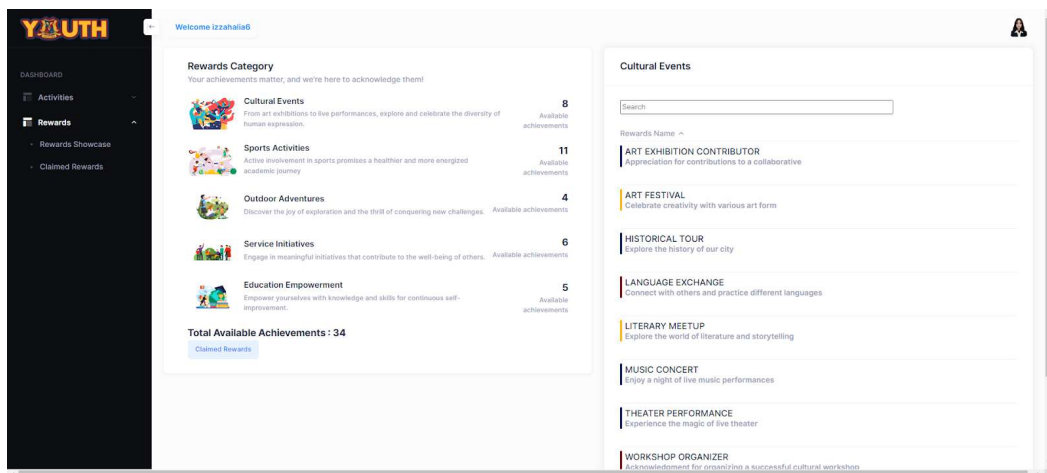 YOUTH
Welcome izzahalia6
DASHBOARD
Activities
Rewards
Rewards Showcase
Claimed Rewards
Rewards Category
Your achievements matter, and we're here to acknowledge them!
Cultural Events
From art exhibitions to live performances, explore and celebrate the diversity of
human expression.
8
Available
achievements
Sports Activities
Active involvement in sports promises a healthier and more energized
academic journey
11
Available
achievements
Outdoor Adventures
Discover the joy of exploration and the thrill of conquering new challenges.
4
Available achievements
Service Initiatives
Engage in meaningful initiatives that contribute to the well-being of others.
6
Available achievements
Education Empowerment
Empower yourselves with knowledge and skills for continuous self-
improvement.
5
Available
achievements
Total Available Achievements : 34
Claimed Rewards
Cultural Events
Search
Rewards Name
ART EXHIBITION CONTRIBUTOR
Appreciation for contributions to a collaborative
ART FESTIVAL
Celebrate creativity with various art form
HISTORICAL TOUR
Explore the history of our city
LANGUAGE EXCHANGE
Connect with others and practice different languages
LITERARY MEETUP
Explore the world of literature and storytelling
MUSIC CONCERT
Enjoy a night of live music performances
THEATER PERFORMANCE
Experience the magic of live theater
WORKSHOP ORGANIZER
Acknowledgment for organizing a successful cultural workshop